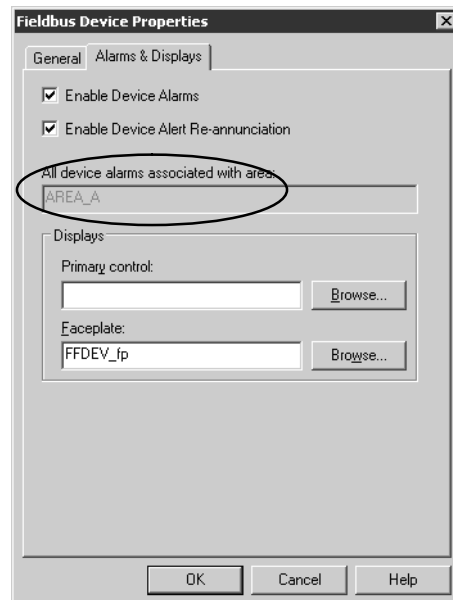 Fieldbus Device Properties
General
Alarms & Displays
Enable Device Alarms
Enable Device Alert Re-annunciation
All device alarms associated with area:
AREA_A
Displays
Primary control:
Browse...
Faceplate:
FFDEV_fp
Browse...
OK
Cancel
Help